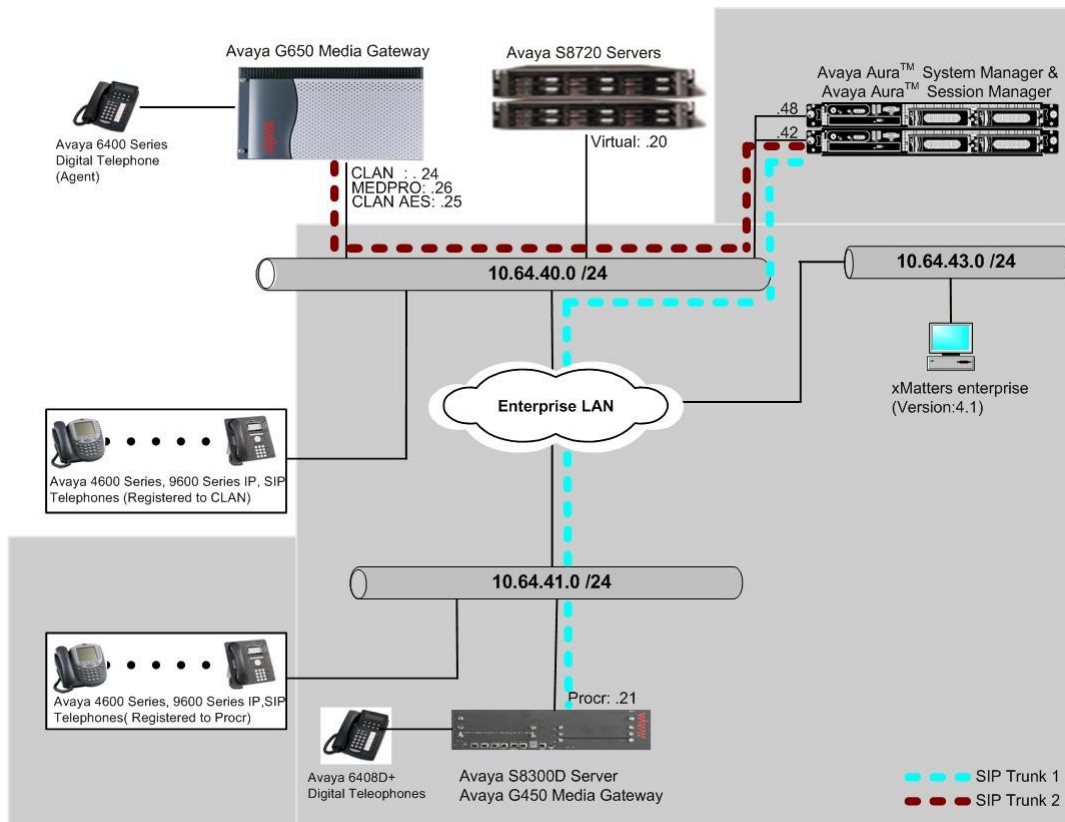 Avaya G650 Media Gateway
Avaya S8720 Servers
Avaya Aura™ System Manager &
Avaya Aura™ Session Manager
.48
.42
Avaya 6400 Series
Digital Telephone
(Agent)
Virtual: .20
CLAN : . 24
MEDPRO: .26
CLAN AES: .25
10.64.40.0 /24
10.64.43.0 /24
xMatters enterprise
(Version:4.1)
Enterprise LAN
Avaya 4600 Series, 9600 Series IP, SIP
Telephones (Registered to CLAN)
10.64.41.0 /24
Avaya 4600 Series, 9600 Series IP,SIP
Telephones( Registered to Procr)
Procr: .21
Avaya 6408D+
Digital Teleophones
Avaya S8300D Server
Avaya G450 Media Gateway
SIP Trunk 1
SIP Trunk 2